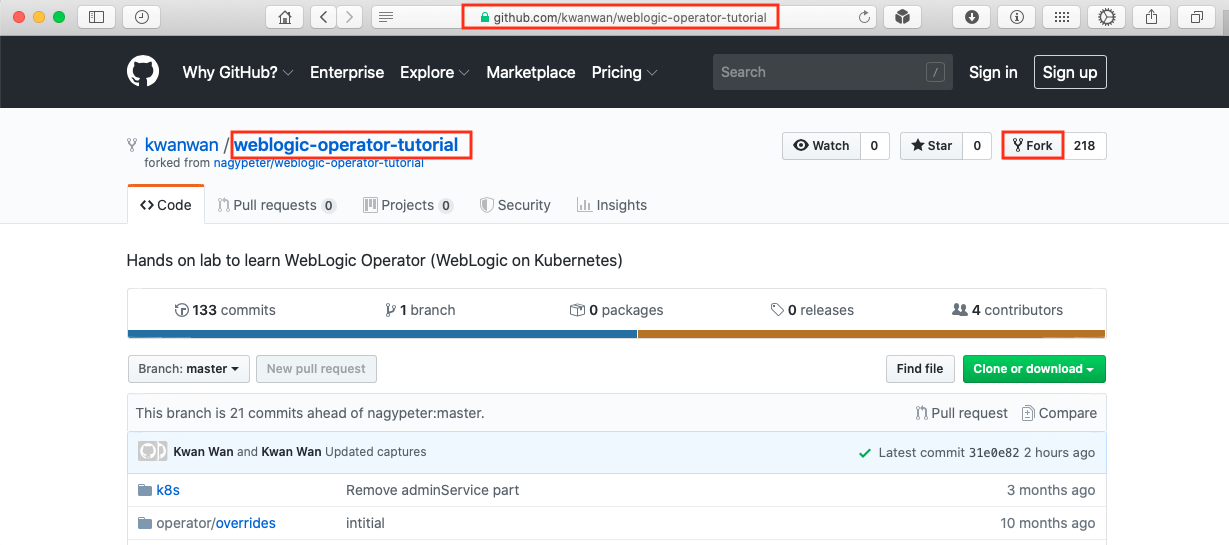 github.com/kwanwan/weblogic-operator-tutorial
Why GitHub? Enterprise Explore Marketplace Pricing Search / Sign in Sign up
kwanwan / weblogic-operator-tutorial Watch 0 Star 0 Fork 218
forked from nagypeter/weblogic-operator-tutorial
Code Pull requests 0 Projects 0 Security Insights
Hands on lab to learn WebLogic Operator (WebLogic on Kubernetes)
133 commits 1 branch 0 packages 0 releases 4 contributors
Branch: master New pull request Find file Clone or download
This branch is 21 commits ahead of nagypeter:master. Pull request Compare
Kwan Wan and Kwan Wan Updated captures Latest commit 31e0e82 2 hours ago
k8s Remove adminService part 3 months ago
operator/overrides intitial 10 months ago